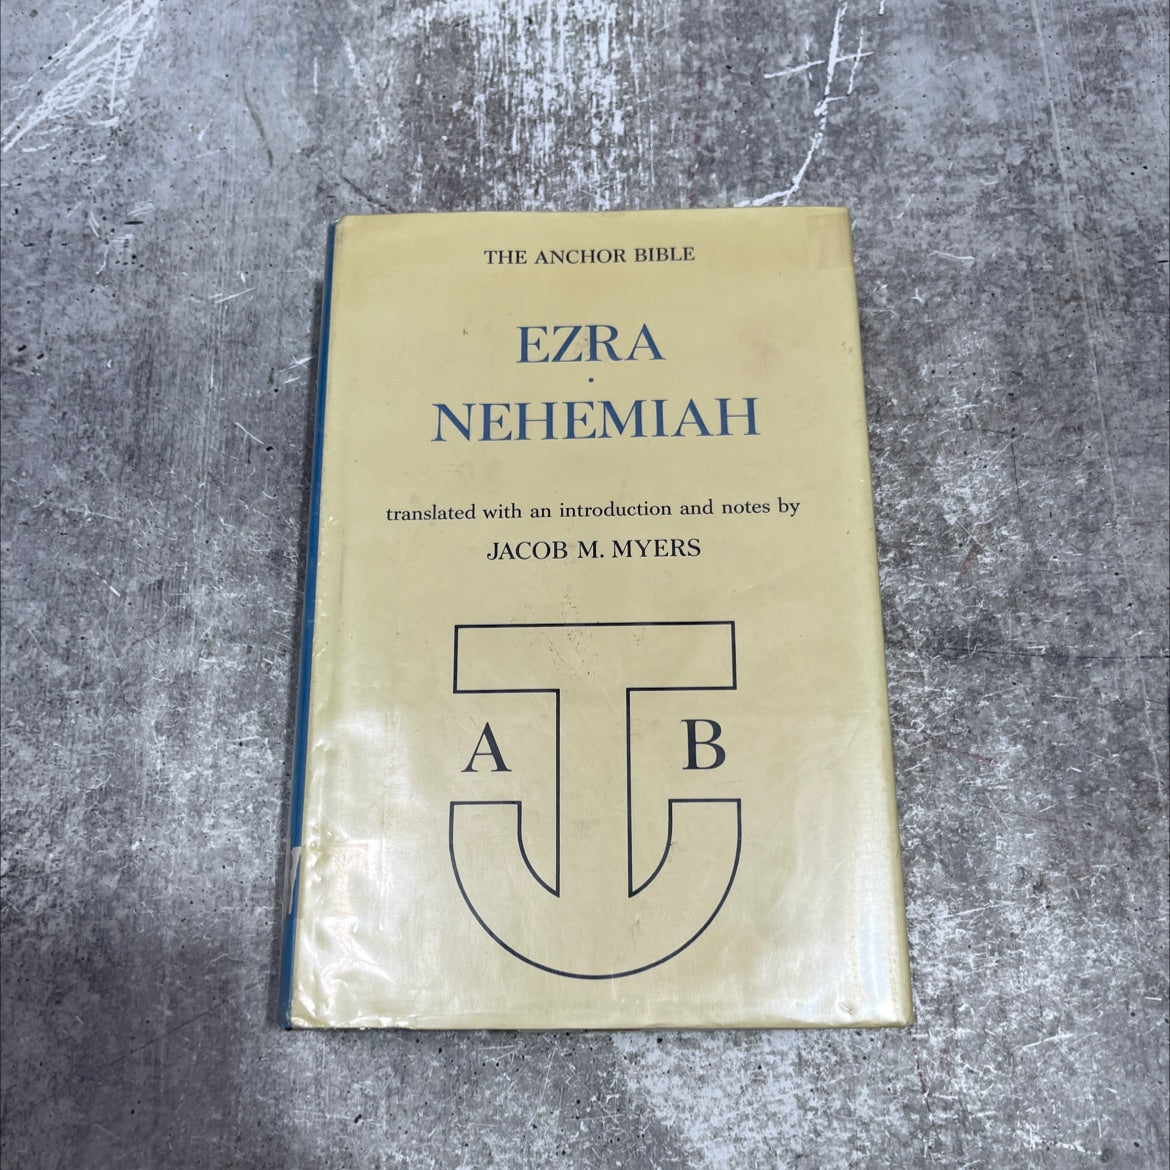 THE ANCHOR BIBLE
EZRA
·
NEHEMIAH
translated with an introduction and notes by
JACOB M. MYERS
A B